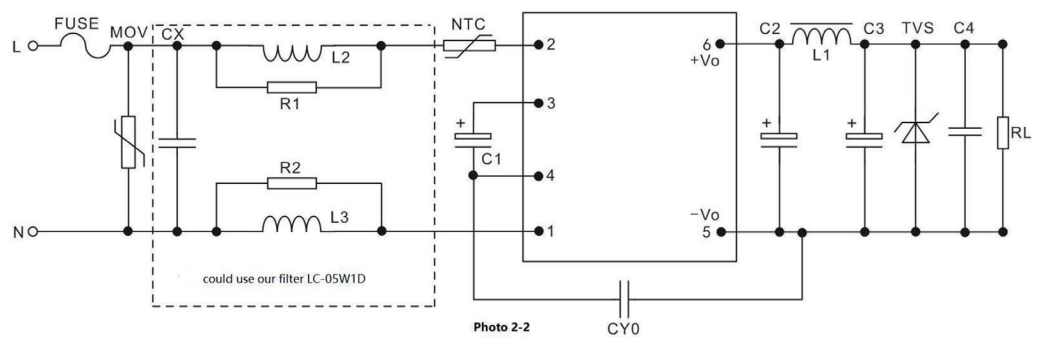 FUSE
L
MOV
CX
L2
R1
NTC
2
3
+
C1
4
R2
L3
N
1
6
+Vo
−Vo
5
C2
L1
C3
TVS
C4
+
+
RL
could use our filter LC-05W1D
Photo 2-2
CY0